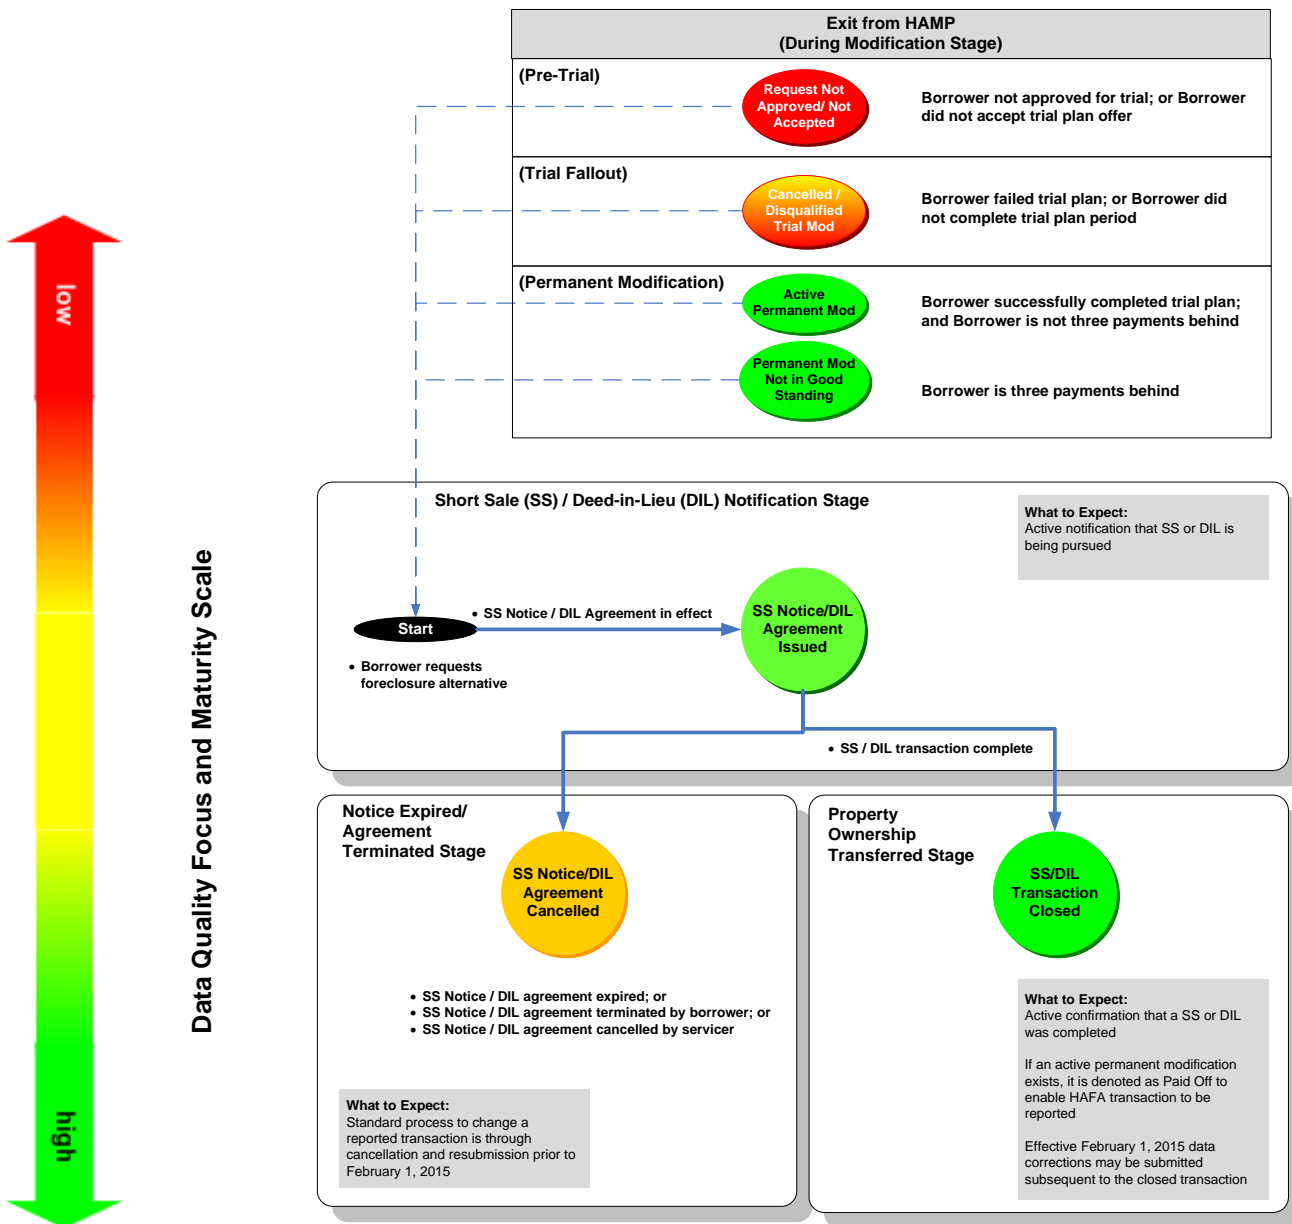 Exit from HAMP
(During Modification Stage)
(Pre-Trial)
Request Not
Approved/ Not
Accepted
Borrower not approved for trial; or Borrower
did not accept trial plan offer
(Trial Fallout)
Cancelled /
Disqualified
Trial Mod
Borrower failed trial plan; or Borrower did
not complete trial plan period
(Permanent Modification)
Active
Permanent Mod
Borrower successfully completed trial plan;
and Borrower is not three payments behind
Permanent Mod
Not in Good
Standing
Borrower is three payments behind
low
high
Data Quality Focus and Maturity Scale
Short Sale (SS) / Deed-in-Lieu (DIL) Notification Stage
What to Expect:
Active notification that SS or DIL is
being pursued
Start
• SS Notice / DIL Agreement in effect
SS Notice/DIL
Agreement
Issued
• Borrower requests
foreclosure alternative
• SS / DIL transaction complete
Notice Expired/
Agreement
Terminated Stage
SS Notice/DIL
Agreement
Cancelled
• SS Notice / DIL agreement expired; or
• SS Notice / DIL agreement terminated by borrower; or
• SS Notice / DIL agreement cancelled by servicer
What to Expect:
Standard process to change a
reported transaction is through
cancellation and resubmission prior to
February 1, 2015
Property
Ownership
Transferred Stage
SS/DIL
Transaction
Closed
What to Expect:
Active confirmation that a SS or DIL
was completed
If an active permanent modification
exists, it is denoted as Paid Off to
enable HAFA transaction to be
reported
Effective February 1, 2015 data
corrections may be submitted
subsequent to the closed transaction